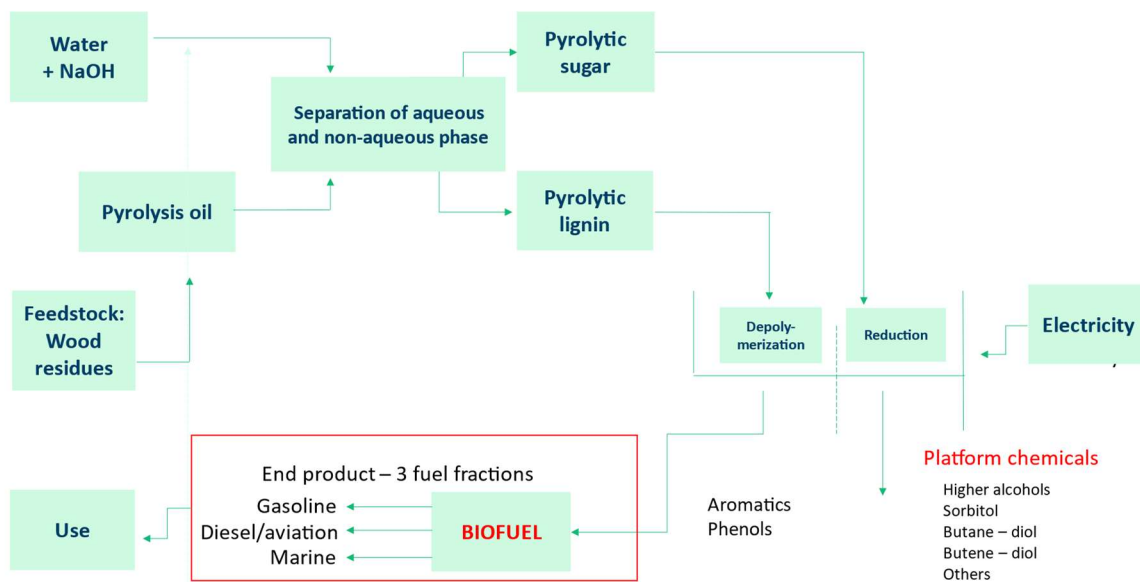 Water
+ NaOH
Separation of aqueous
and non-aqueous phase
Pyrolytic
sugar
Pyrolysis oil
Pyrolytic
lignin
Feedstock:
Wood
residues
Depoly-
merization
Reduction
Electricity
Use
End product – 3 fuel fractions
Gasoline
Diesel/aviation
Marine
BIOFUEL
Aromatics
Phenols
Platform chemicals
Higher alcohols
Sorbitol
Butane – diol
Butene – diol
Others